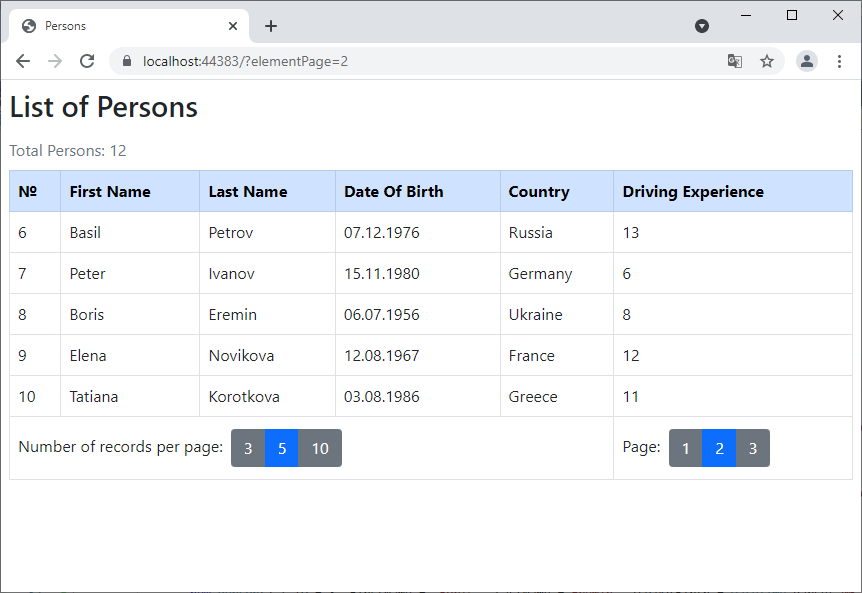 Persons
localhost:44383/?elementPage=2
List of Persons
Total Persons: 12
№ First Name Last Name Date Of Birth Country Driving Experience
6 Basil Petrov 07.12.1976 Russia 13
7 Peter Ivanov 15.11.1980 Germany 6
8 Boris Eremin 06.07.1956 Ukraine 8
9 Elena Novikova 12.08.1967 France 12
10 Tatiana Korotkova 03.08.1986 Greece 11
Number of records per page: 3 5 10 Page: 1 2 3